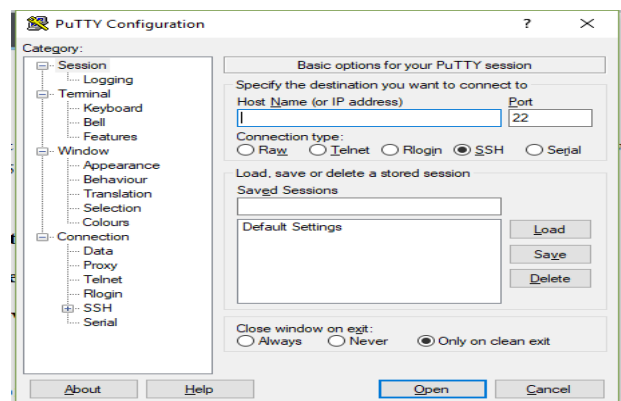 PuTTY Configuration ? ×
Category:
Session
Logging
Terminal
Keyboard
Bell
Features
Window
Appearance
Behaviour
Translation
Selection
Colours
Connection
Data
Proxy
Telnet
Rlogin
SSH
Serial
Basic options for your PuTTY session
Specify the destination you want to connect to
Host Name (or IP address) Port
22
Connection type:
Raw Telnet Rlogin SSH Serial
Load, save or delete a stored session
Saved Sessions
Default Settings
Load
Save
Delete
Close window on exit:
Always Never Only on clean exit
About Help Open Cancel